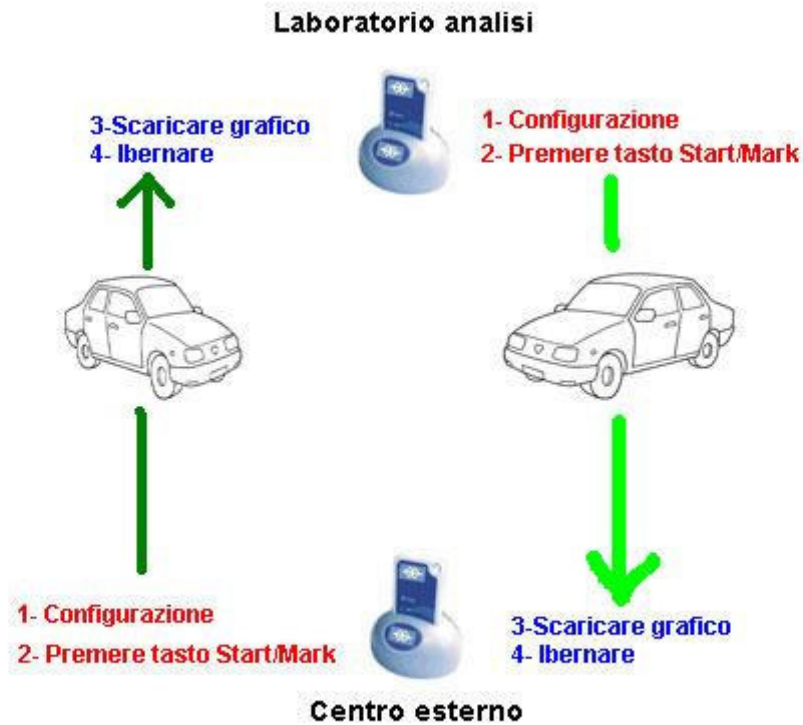 Laboratorio analisi
3-Scaricare grafico
4- Ibernare
1- Configurazione
2- Premere tasto Start/Mark
1- Configurazione
2- Premere tasto Start/Mark
3-Scaricare grafico
4- Ibernare
Centro esterno